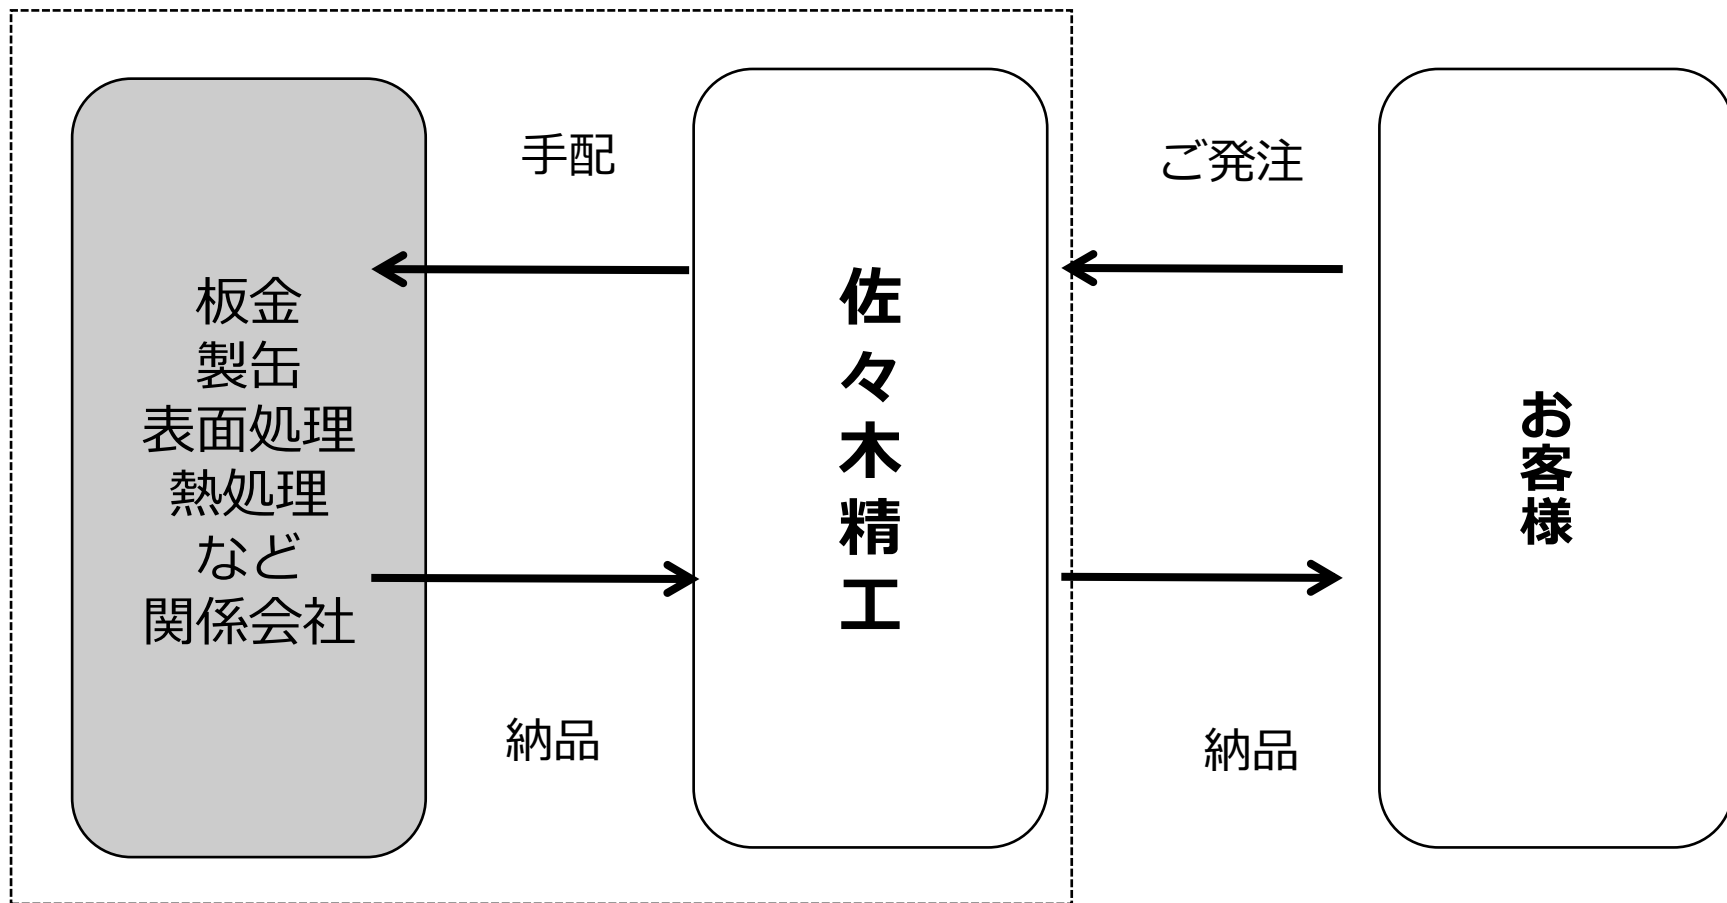 手配
ご発注
板金
製缶
表面処理
熱処理
など
関係会社
佐々木精工
お客様
納品
納品